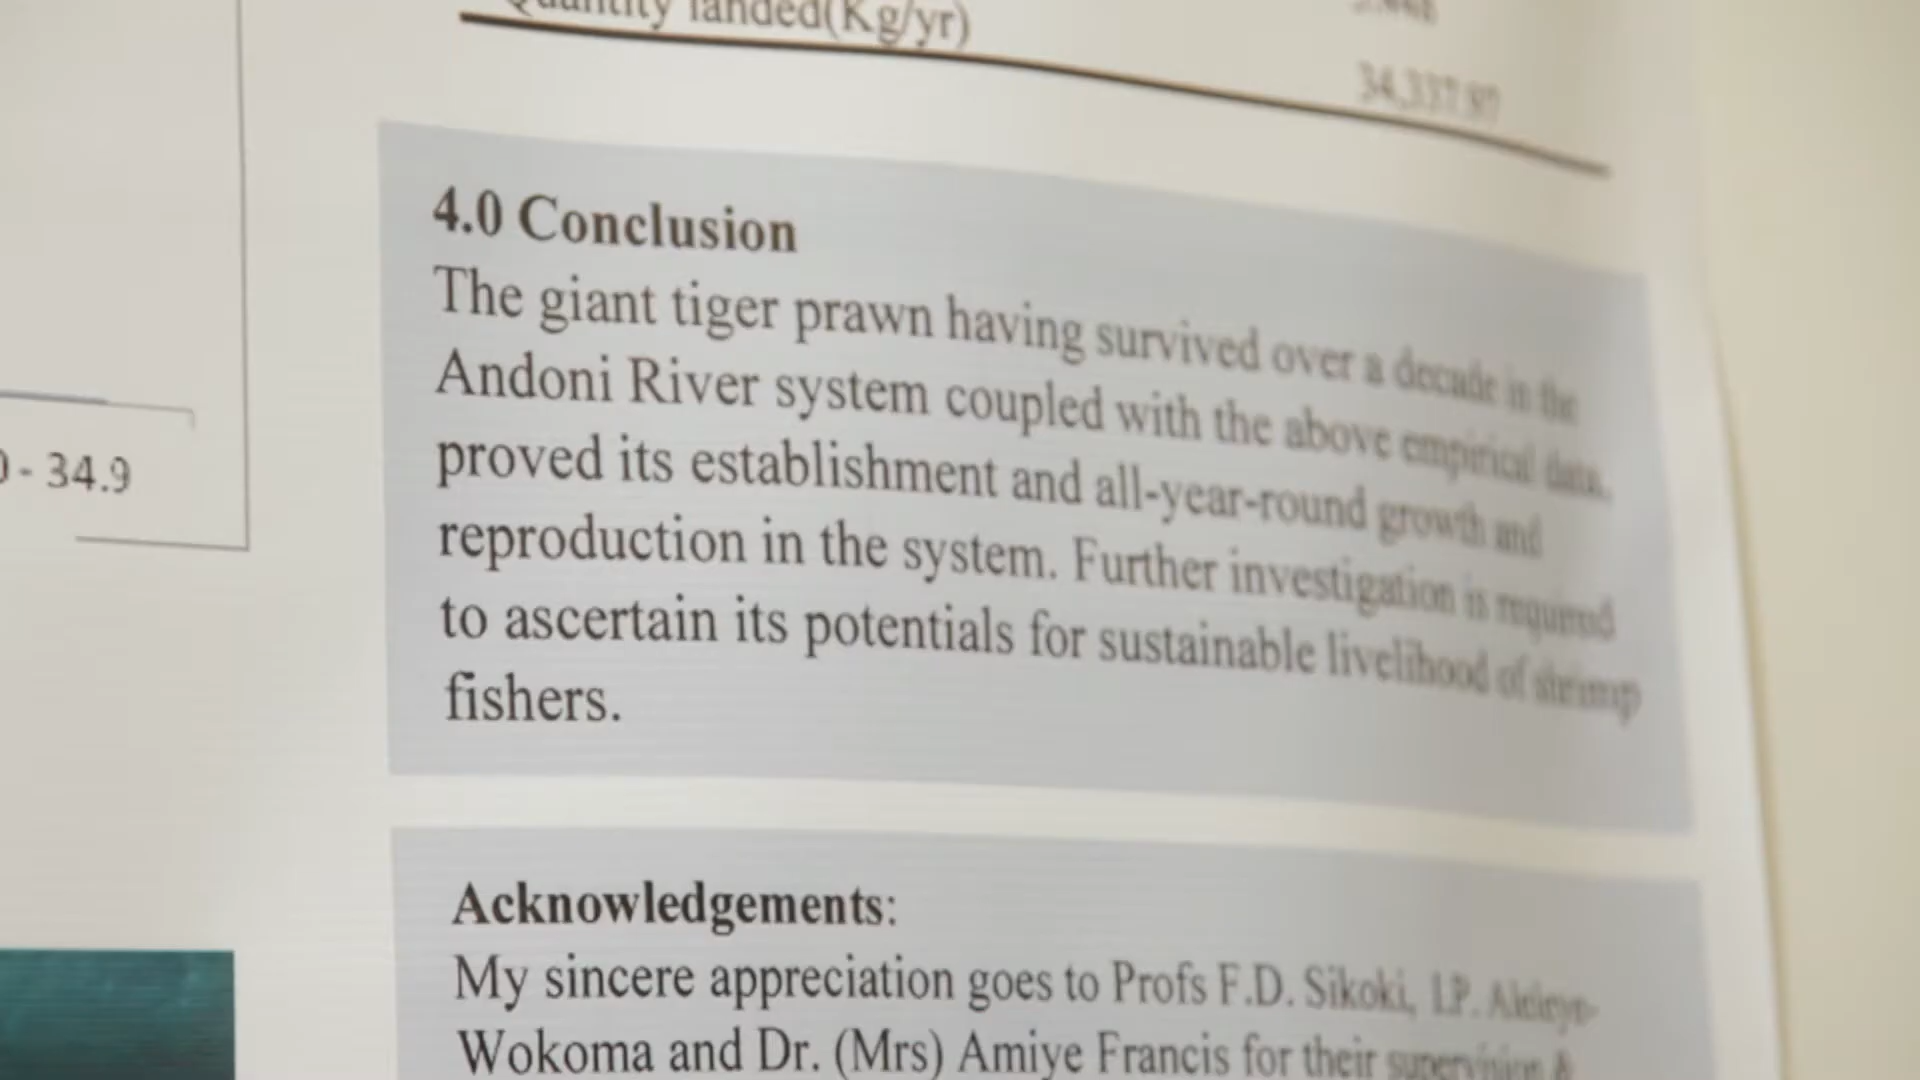 Quantity landed(Kg/yr)
34,337.97
4.0 Conclusion
The giant tiger prawn having survived over a decade in the
Andoni River system coupled with the above empirical data,
proved its establishment and all-year-round growth and
reproduction in the system. Further investigation is required
to ascertain its potentials for sustainable livelihood of shrimp
fishers.
- 34.9
Acknowledgements:
My sincere appreciation goes to Profs F.D. Sikoki, I.P.
Wokoma and Dr. (Mrs) Amiye Francis for their supervision &